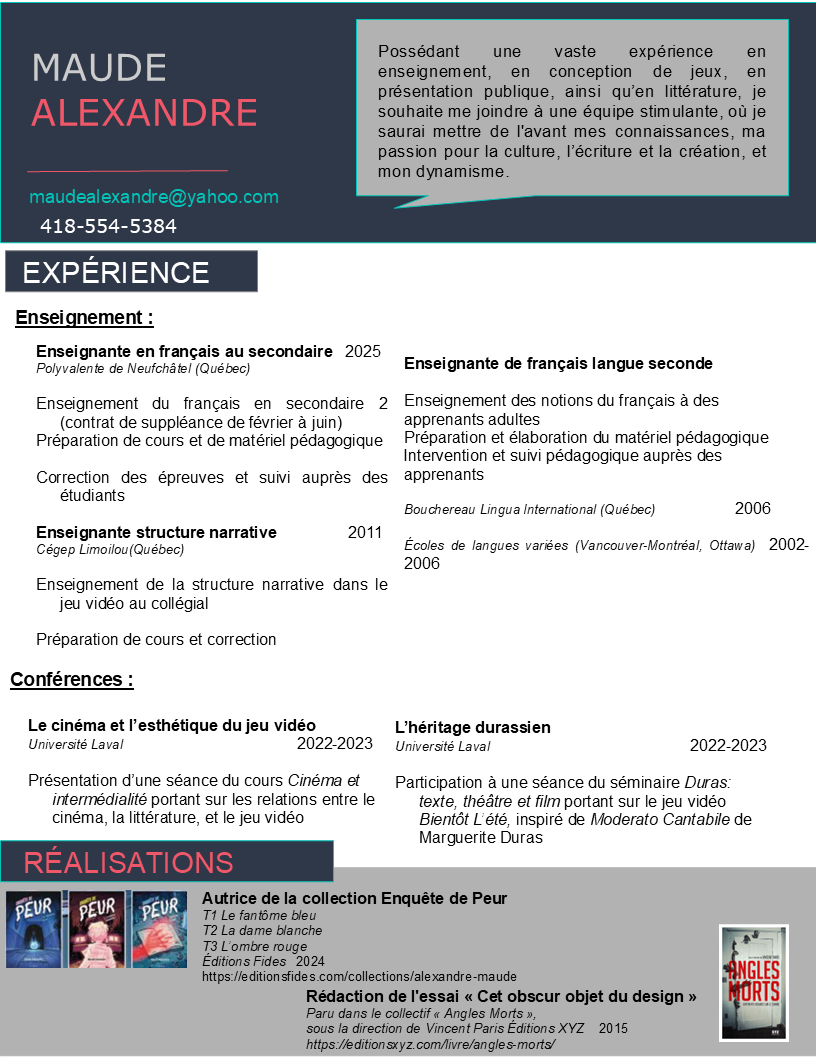 MAUDE
ALEXANDRE
maudealexandre@yahoo.com
418-554-5384
Possédant une vaste expérience en
enseignement, en conception de jeux, en
présentation publique, ainsi qu’en littérature, je
souhaite me joindre à une équipe stimulante, où je
saurai mettre de l'avant mes connaissances, ma
passion pour la culture, l’écriture et la création, et
mon dynamisme.
EXPÉRIENCE
Enseignement :
Enseignante en français au secondaire 2025
Polyvalente de Neufchâtel (Québec)
Enseignement du français en secondaire 2
(contrat de suppléance de février à juin)
Préparation de cours et de matériel pédagogique
Correction des épreuves et suivi auprès des
étudiants
Enseignante structure narrative 2011
Cégep Limoilou(Québec)
Enseignement de la structure narrative dans le
jeu vidéo au collégial
Préparation de cours et correction
Enseignante de français langue seconde
Enseignement des notions du français à des
apprenants adultes
Préparation et élaboration du matériel pédagogique
Intervention et suivi pédagogique auprès des
apprenants
Bouchereau Lingua International (Québec) 2006
Écoles de langues variées (Vancouver-Montréal, Ottawa) 2002-
2006
Conférences :
Le cinéma et l’esthétique du jeu vidéo
Université Laval 2022-2023
Présentation d’une séance du cours Cinéma et
intermédialité portant sur les relations entre le
cinéma, la littérature, et le jeu vidéo
L’héritage durassien
Université Laval 2022-2023
Participation à une séance du séminaire Duras:
texte, théâtre et film portant sur le jeu vidéo
Bientôt L’été, inspiré de Moderato Cantabile de
Marguerite Duras
RÉALISATIONS
PEUR
PEUR
PEUR
Autrice de la collection Enquête de Peur
T1 Le fantôme bleu
T2 La dame blanche
T3 L’ombre rouge
Éditions Fides 2024
https://editionsfides.com/collections/alexandre-maude
Rédaction de l'essai « Cet obscur objet du design »
Paru dans le collectif « Angles Morts »,
sous la direction de Vincent Paris Éditions XYZ 2015
https://editionsxyz.com/livre/angles-morts/
ANGLES
MORTS